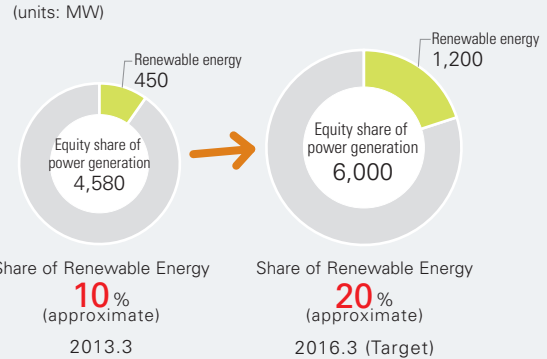 (units: MW)
Renewable energy
450
Equity share of
power generation
4,580
Share of Renewable Energy
10 %
(approximate)
2013.3
Renewable energy
1,200
Equity share of
power generation
6,000
Share of Renewable Energy
20 %
(approximate)
2016.3 (Target)